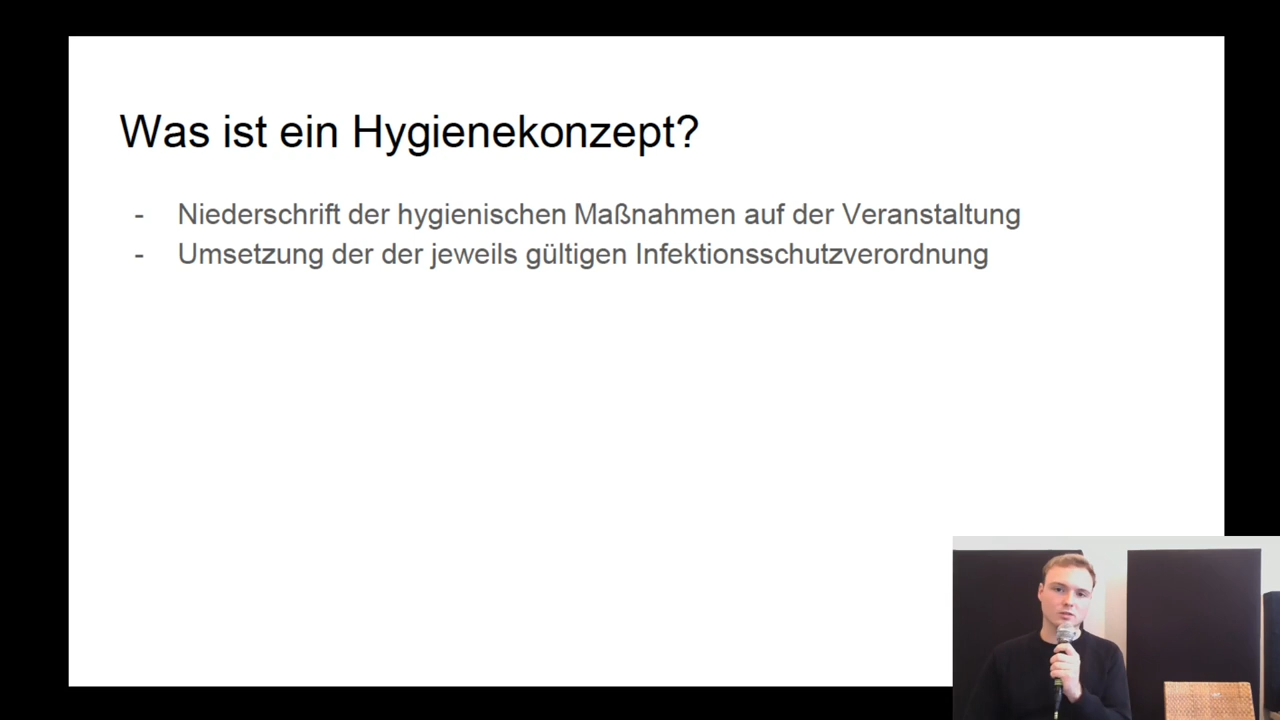 Was ist ein Hygienekonzept?
- Niederschrift der hygienischen Maßnahmen auf der Veranstaltung
- Umsetzung der der jeweils gültigen Infektionsschutzverordnung